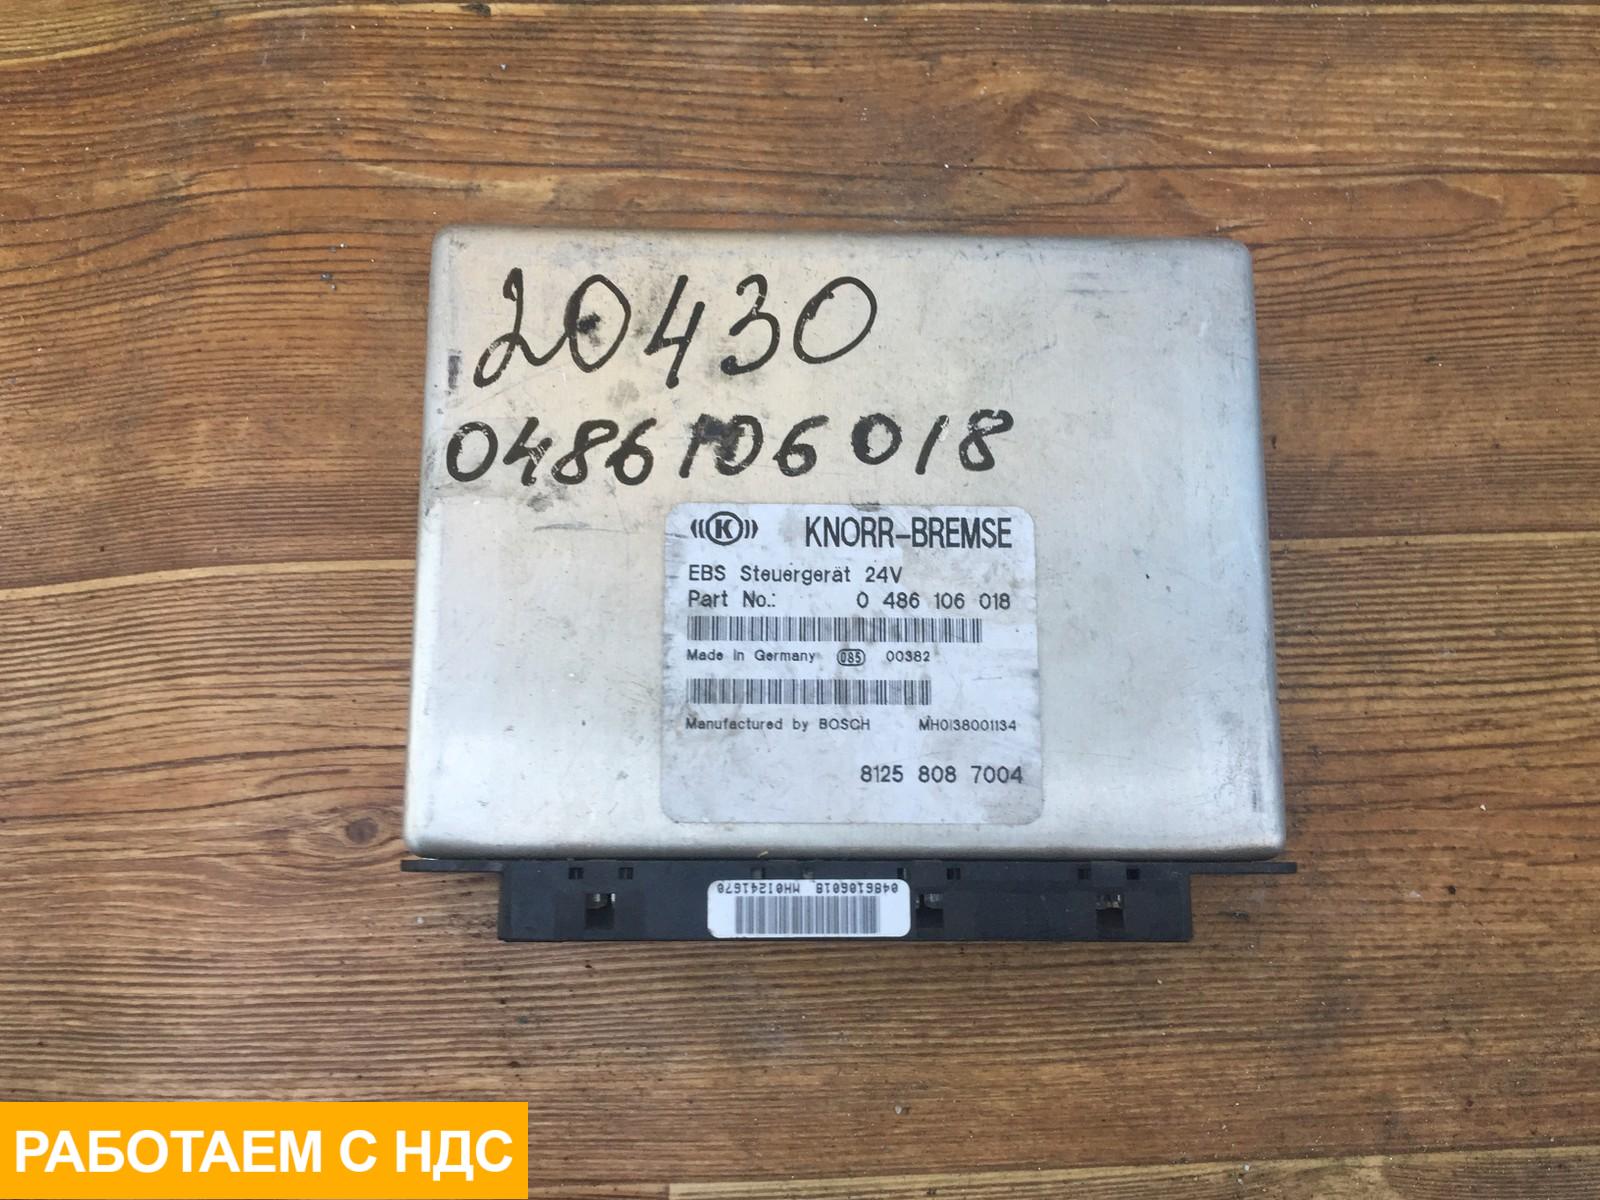 20430
0486106018
K KNORR-BREMSE
EBS Steuergerät 24V
Part No.: 0 486 106 018
Made in Germany 085 00382
Manufactured by BOSCH MH0138001134
8125 808 7004
0486106018 MH01241670
РАБОТАЕМ С НДС